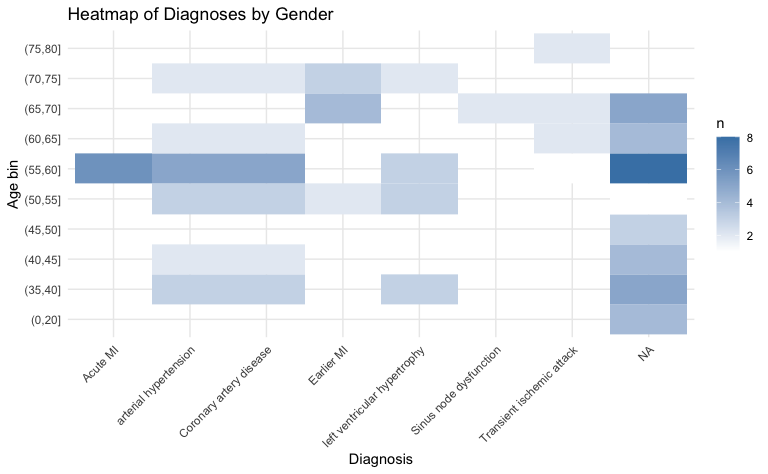 Heatmap of Diagnoses by Gender
Age bin
(75,80]
(70,75]
(65,70]
(60,65]
(55,60]
(50,55]
(45,50]
(40,45]
(35,40]
(0,20]
Acute MI
arterial hypertension
Coronary artery disease
Earlier MI
left ventricular hypertrophy
Sinus node dysfunction
Transient ischemic attack
NA
Diagnosis
n
8
6
4
2